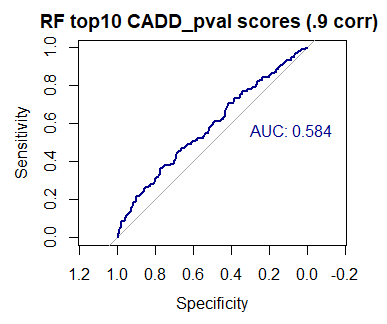 RF top10 CADD_pval scores (.9 corr)
1.0
0.8
0.6
0.4
0.2
0.0
Sensitivity
AUC: 0.584
1.2 1.0 0.8 0.6 0.4 0.2 0.0 -0.2
Specificity